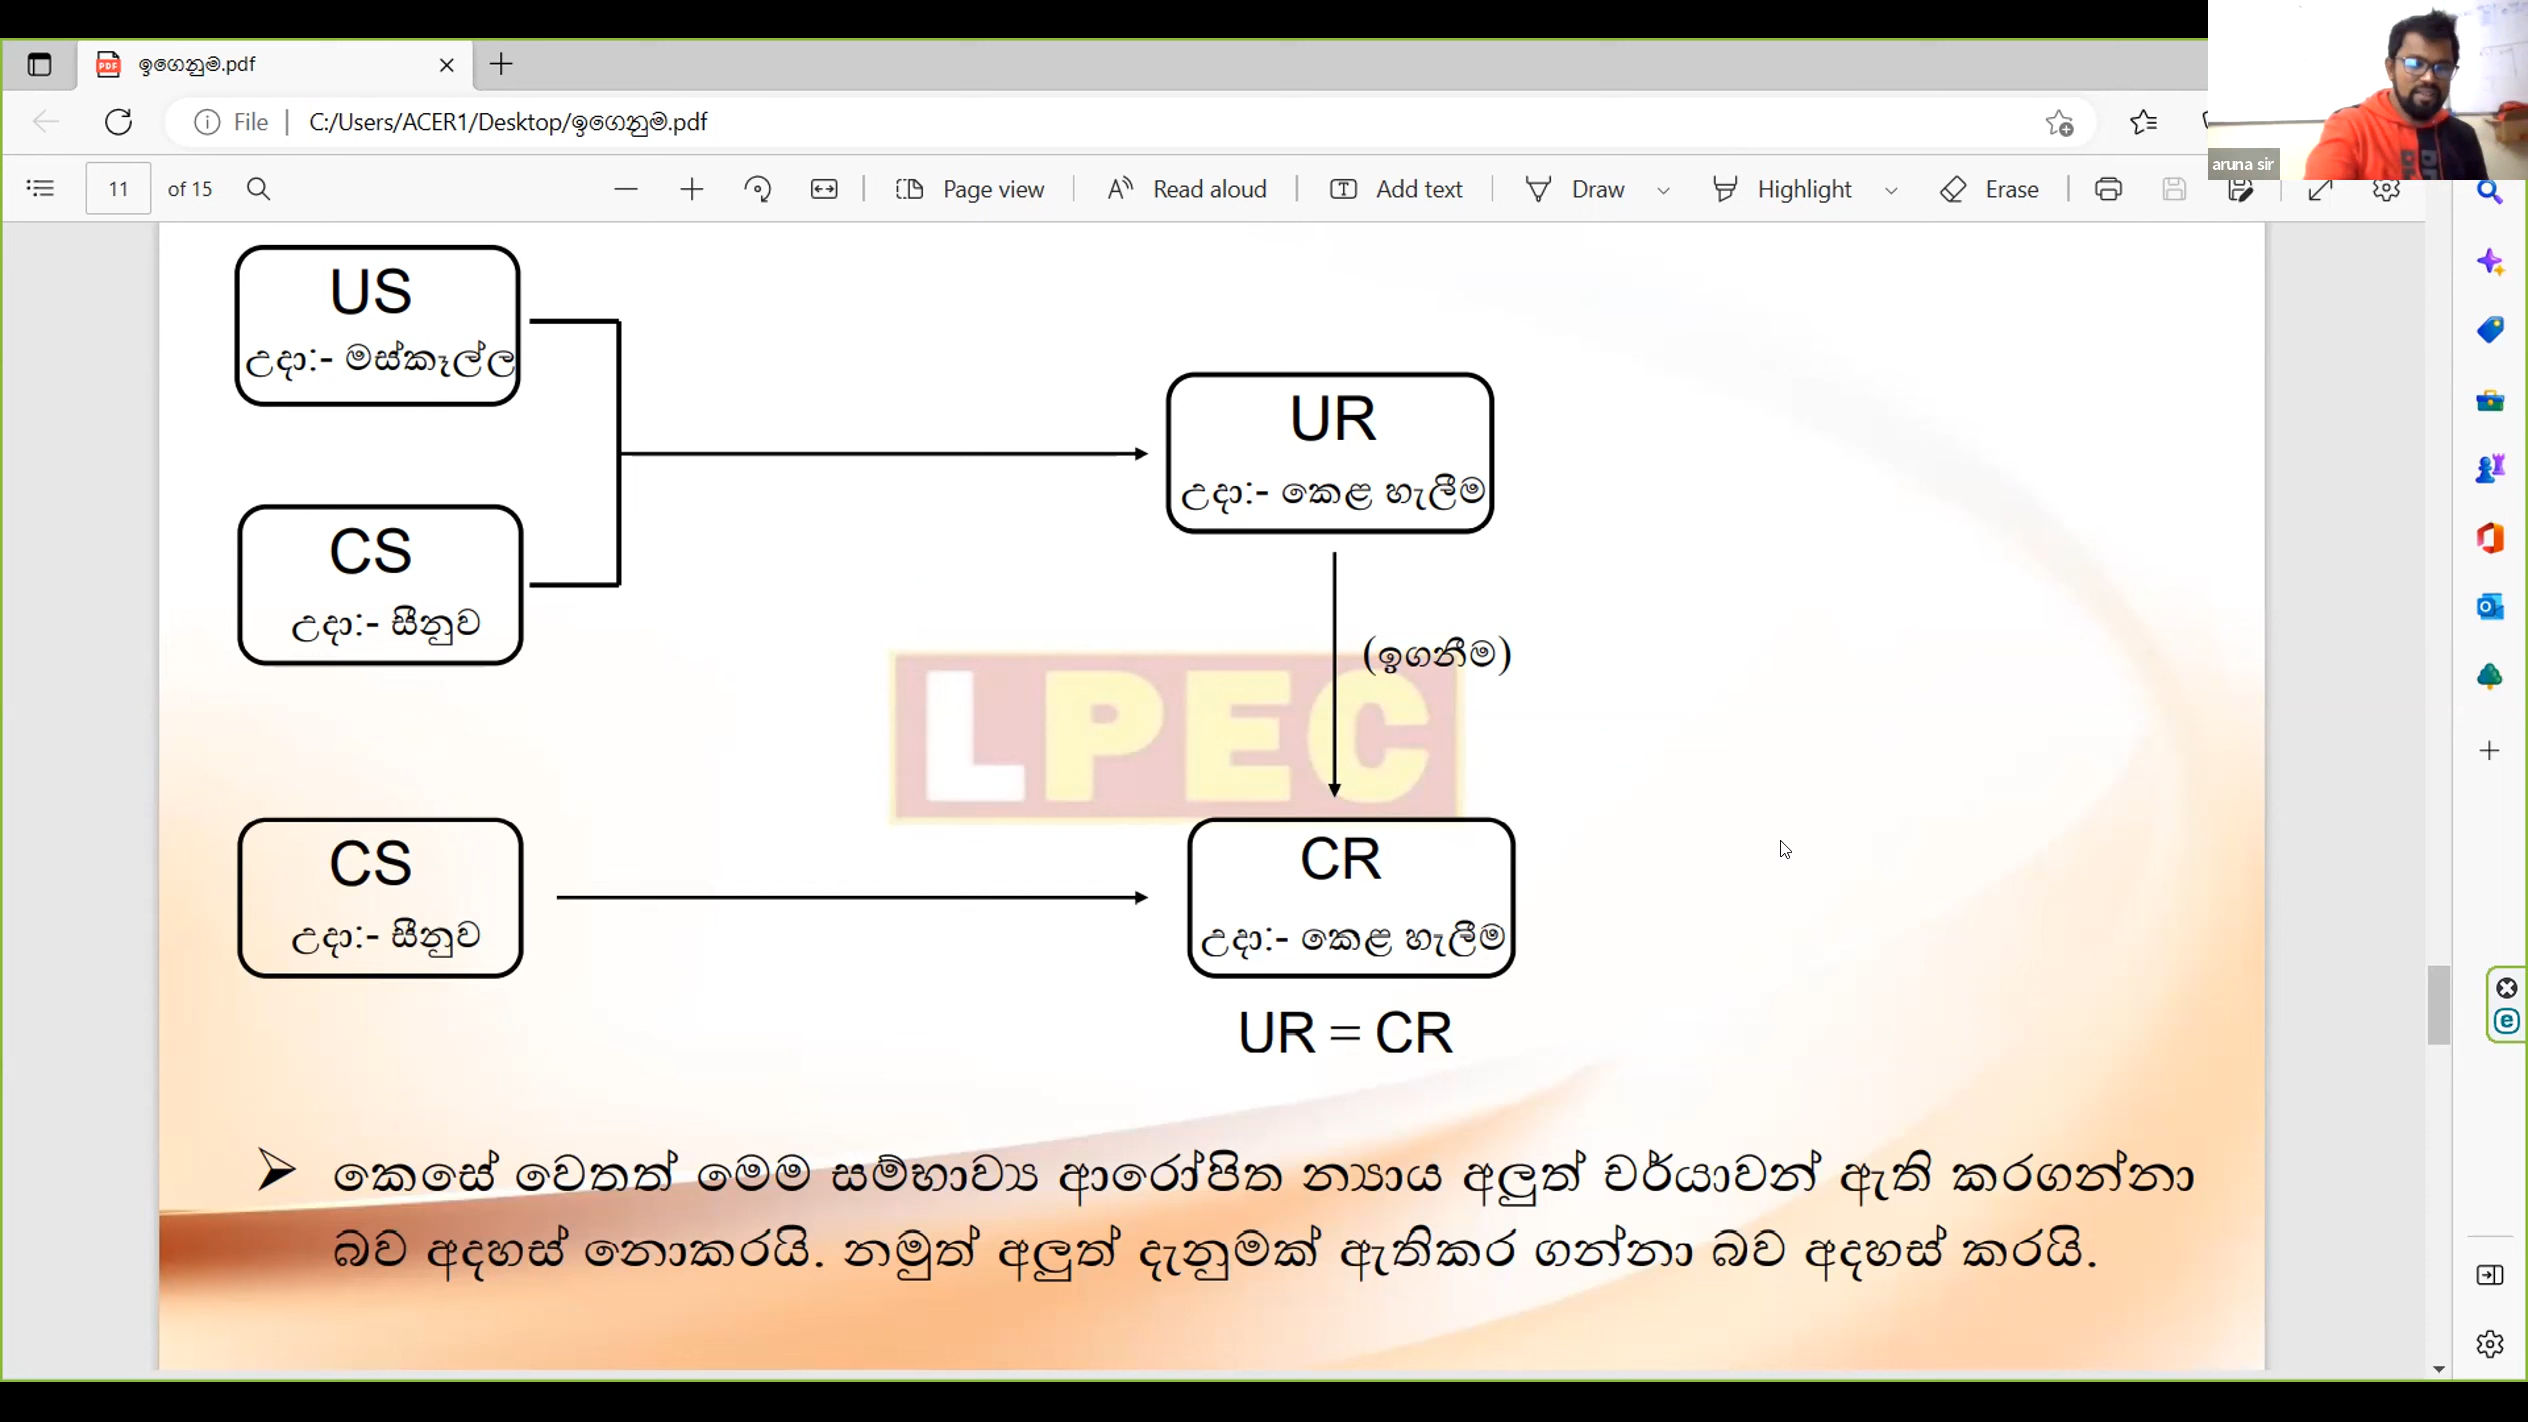 ඉගෙනුම.pdf
File
C:/Users/ACER1/Desktop/ඉගෙනුම.pdf
aruna sir
11 of 15
Page view
Read aloud
Add text
Draw
Highlight
Erase
US
උදා:- මස්කෑල්ල
UR
උදා:- කෙළ හැලීම
CS
උදා:- සීනුව
(ඉගනීම)
LPEC
CS
උදා:- සීනුව
CR
උදා:- කෙළ හැලීම
UR = CR
➢ කෙසේ වෙතත් මෙම සම්භාව්‍ය ආරෝපිත න්‍යාය අලුත් චර්යාවන් ඇති කරගන්නා
බව අදහස් නොකරයි. නමුත් අලුත් දැනුමක් ඇතිකර ගන්නා බව අදහස් කරයි.